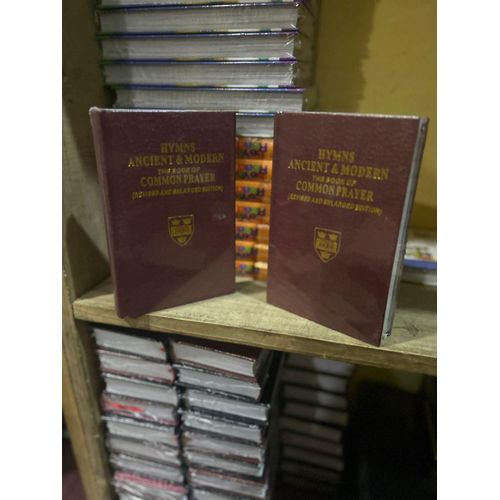 HYMNS
ANCIENT & MODERN
THE BOOK OF
COMMON PRAYER
(REVISED AND ENLARGED EDITION)
HYMNS
ANCIENT & MODERN
THE BOOK OF
COMMON PRAYER
(REVISED AND ENLARGED EDITION)